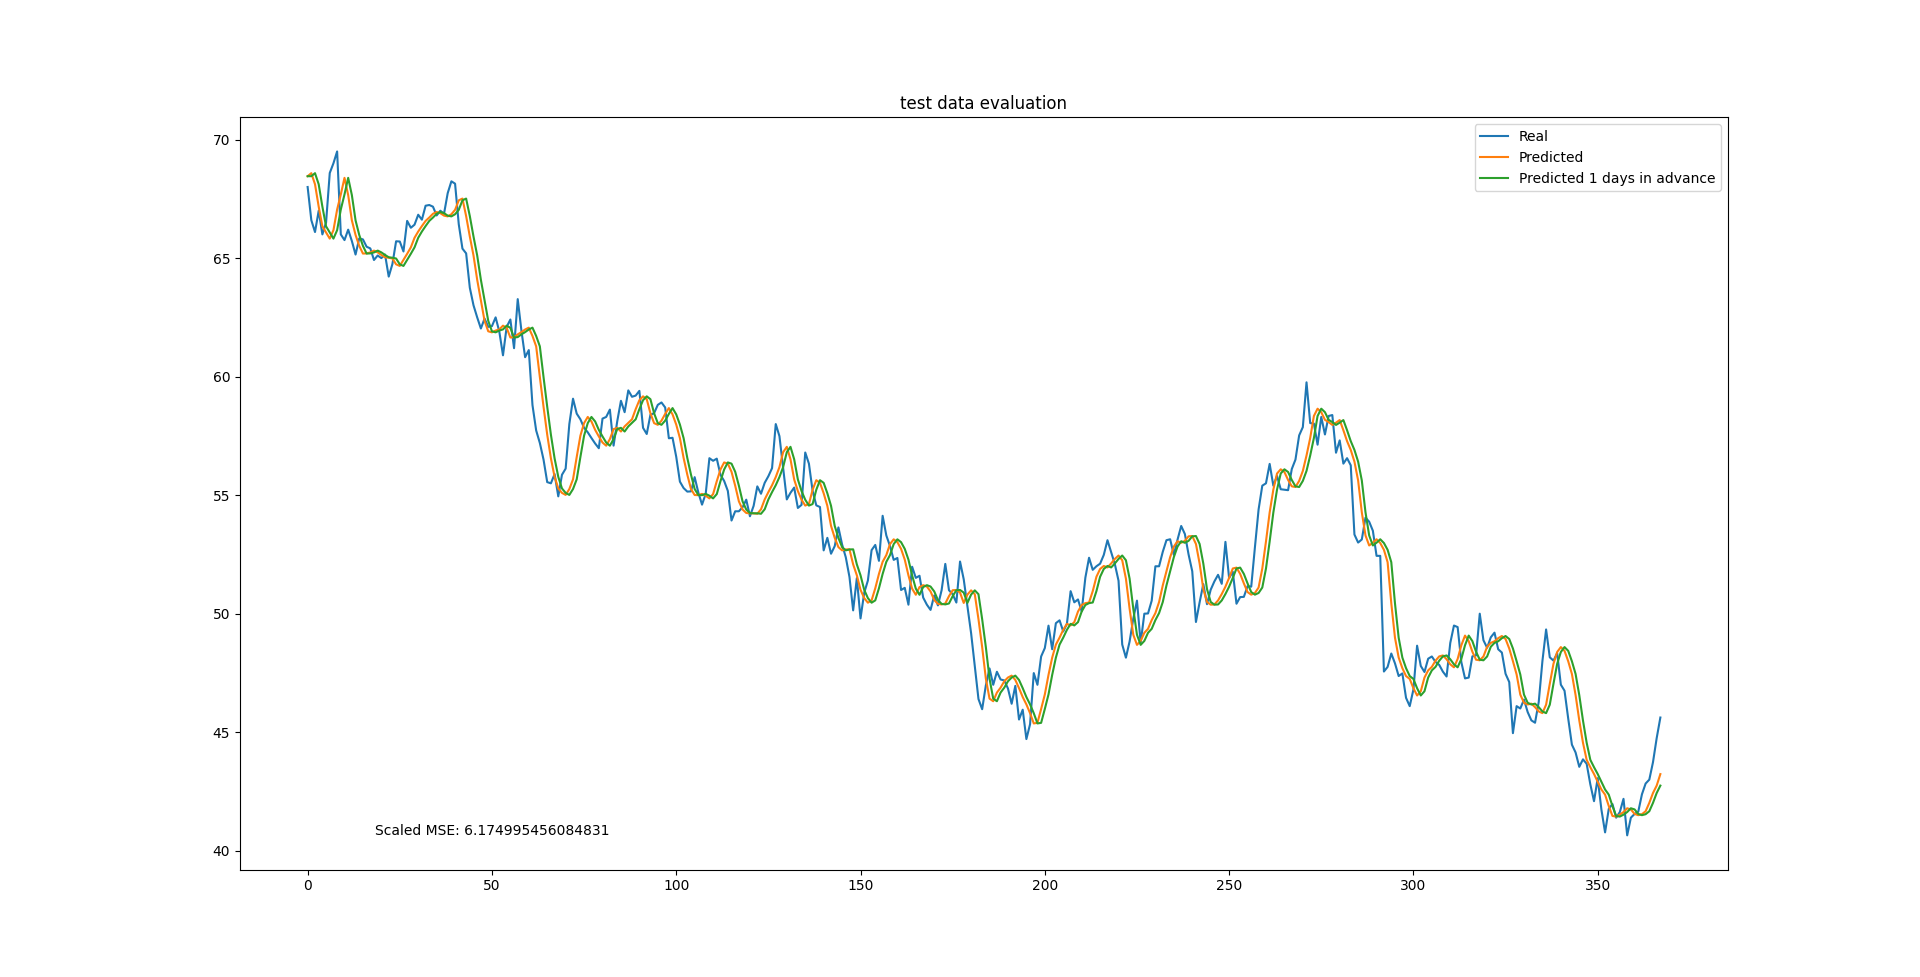 test data evaluation
Real
Predicted
Predicted 1 days in advance
70
65
60
55
50
45
40
Scaled MSE: 6.174995456084831
0 50 100 150 200 250 300 350